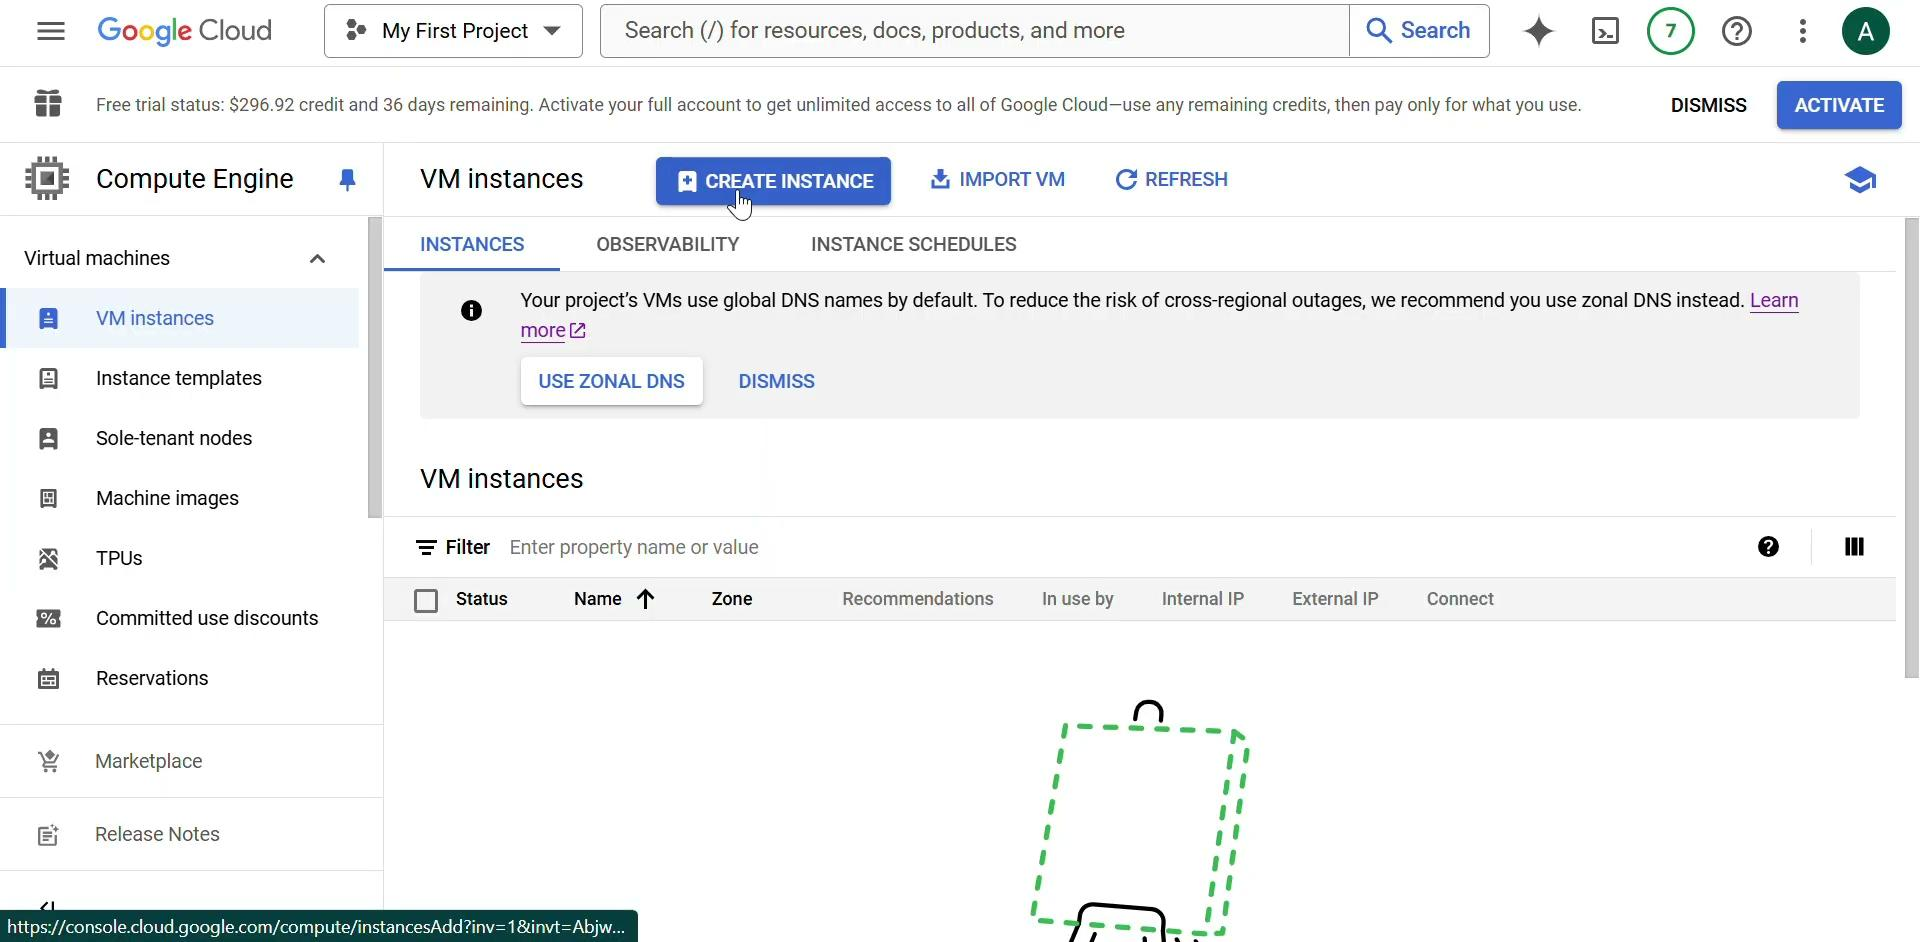 Google Cloud
My First Project
Search (/) for resources, docs, products, and more
Search
7
A
Free trial status: $296.92 credit and 36 days remaining. Activate your full account to get unlimited access to all of Google Cloud—use any remaining credits, then pay only for what you use.
DISMISS
ACTIVATE
Compute Engine
VM instances
CREATE INSTANCE
IMPORT VM
REFRESH
Virtual machines
VM instances
Instance templates
Sole-tenant nodes
Machine images
TPUs
Committed use discounts
Reservations
Marketplace
Release Notes
INSTANCES
OBSERVABILITY
INSTANCE SCHEDULES
Your project's VMs use global DNS names by default. To reduce the risk of cross-regional outages, we recommend you use zonal DNS instead. Learn
more
USE ZONAL DNS
DISMISS
VM instances
Filter
Enter property name or value
Status
Name
Zone
Recommendations
In use by
Internal IP
External IP
Connect
https://console.cloud.google.com/compute/instancesAdd?inv=1&invt=Abjw...